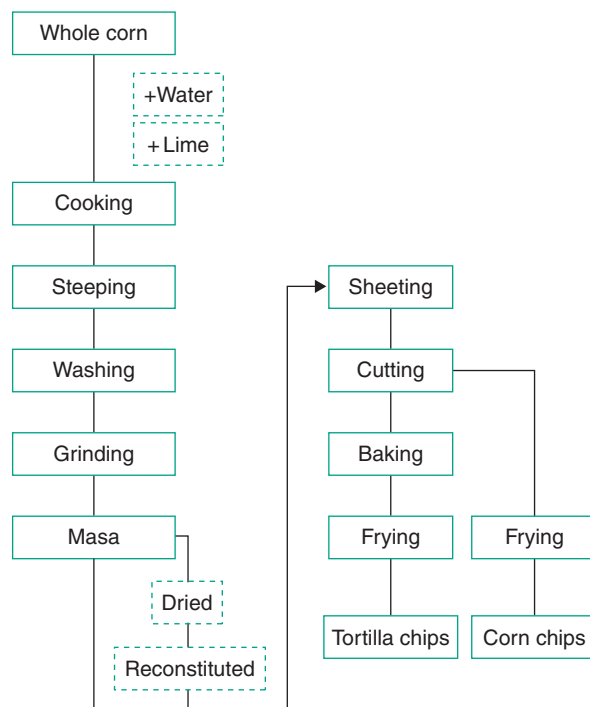 Whole corn
+Water
+Lime
Cooking
Steeping
Washing
Grinding
Masa
Dried
Reconstituted
Sheeting
Cutting
Baking
Frying
Frying
Tortilla chips
Corn chips